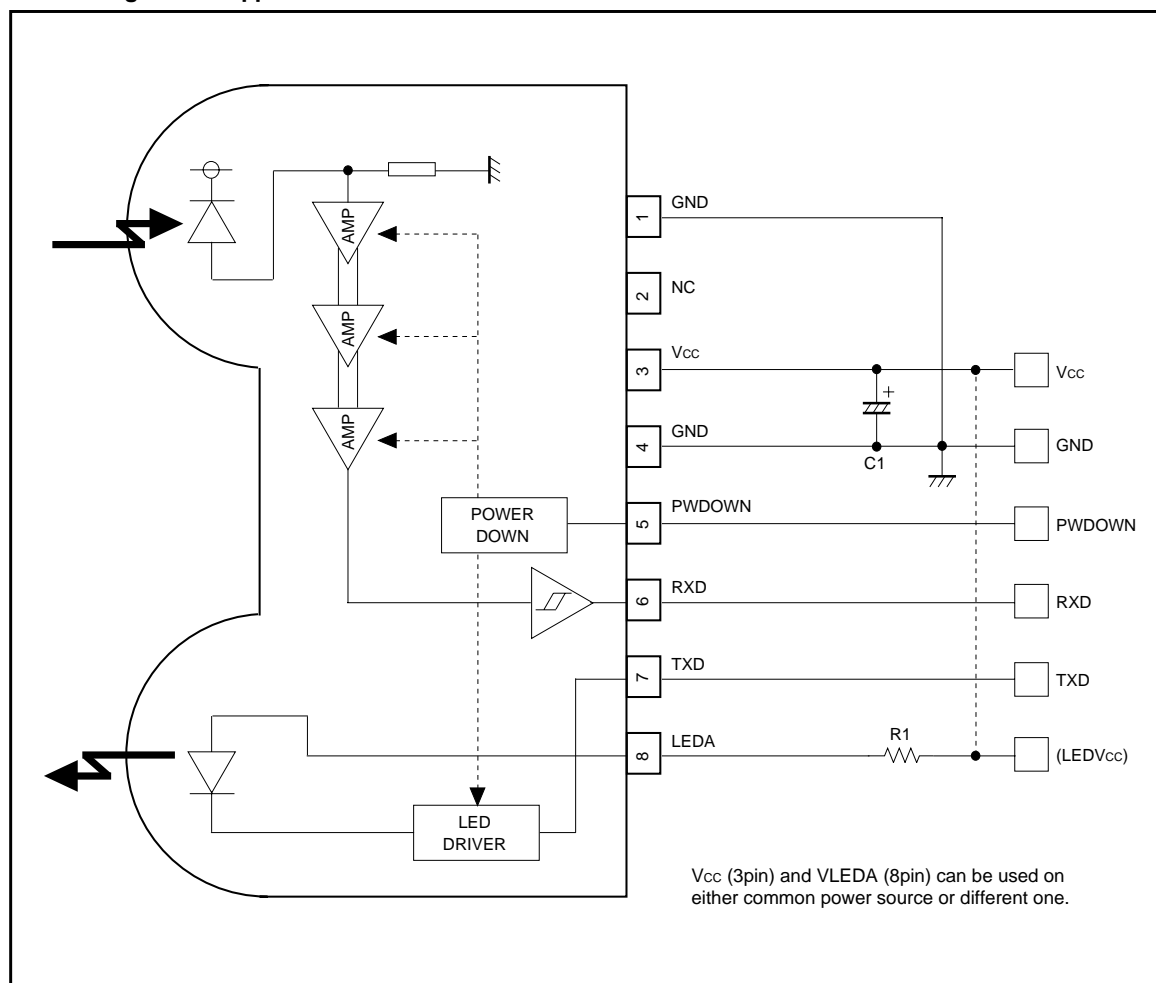 AMP
AMP
AMP
POWER
DOWN
LED
DRIVER
1
GND
2
NC
3
Vcc
4
GND
5
PWDOWN
6
RXD
7
TXD
8
LEDA
+
C1
R1
Vcc
GND
PWDOWN
RXD
TXD
(LEDVcc)
Vcc (3pin) and VLEDA (8pin) can be used on
either common power source or different one.